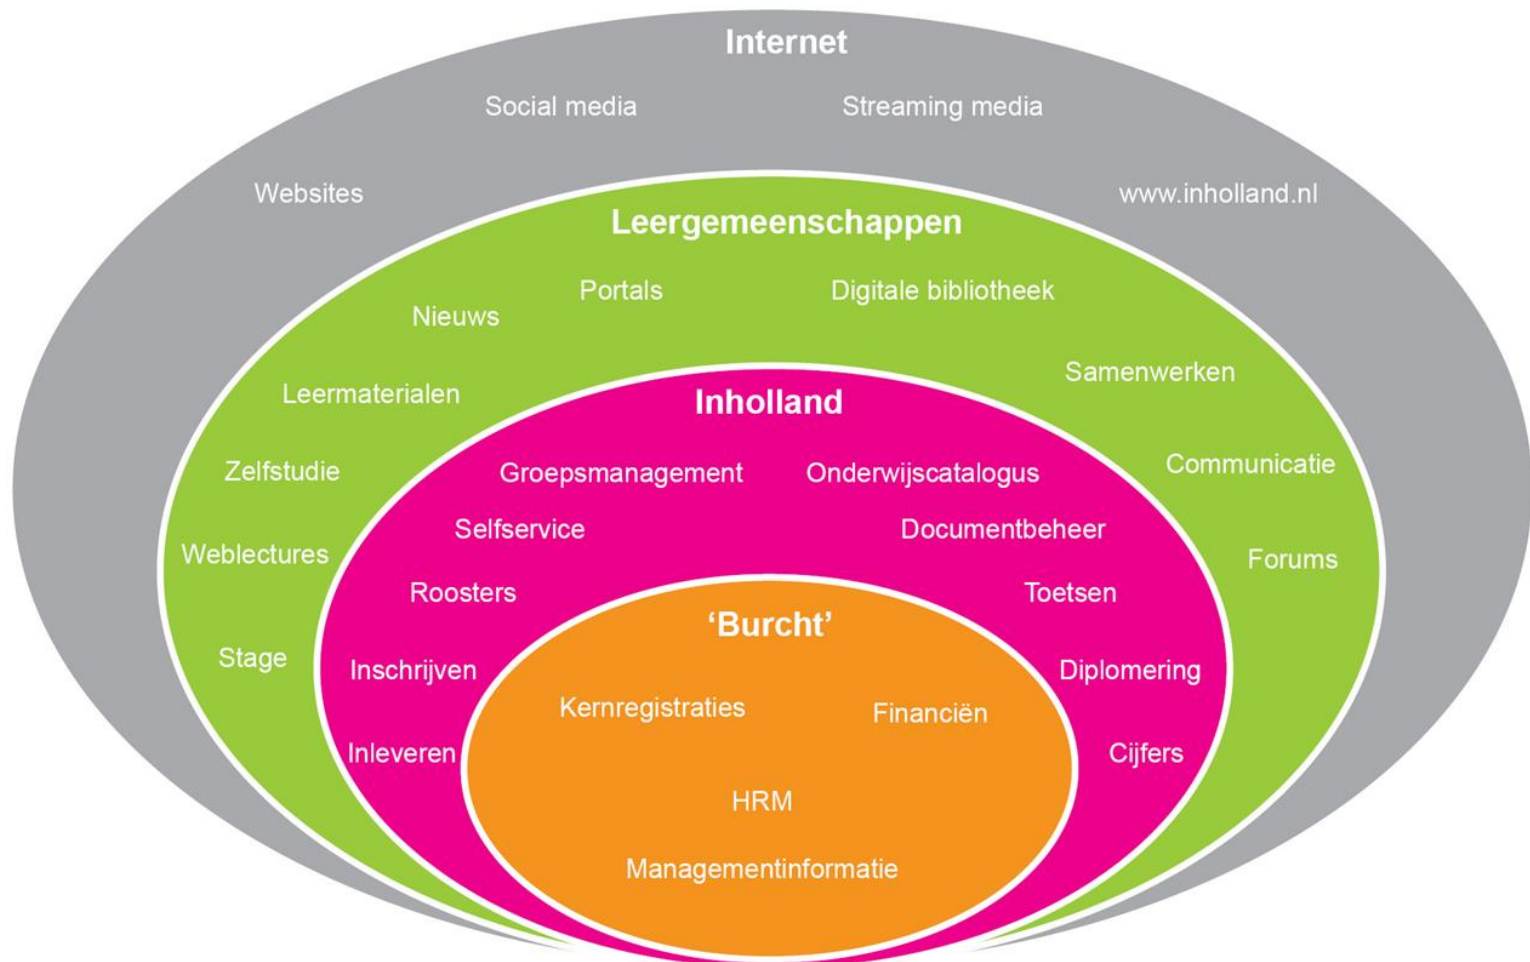 Internet
Social media
Streaming media
Websites
www.inholland.nl
Leergemeenschappen
Portals
Digitale bibliotheek
Nieuws
Samenwerken
Leermaterialen
Inholland
Communicatie
Zelfstudie
Groepsmanagement
Onderwijscatalogus
Selfservice
Documentbeheer
Weblectures
Forums
Roosters
Toetsen
‘Burcht’
Stage
Inschrijven
Diplomering
Kernregistraties
Financiën
Inleveren
Cijfers
HRM
Managementinformatie